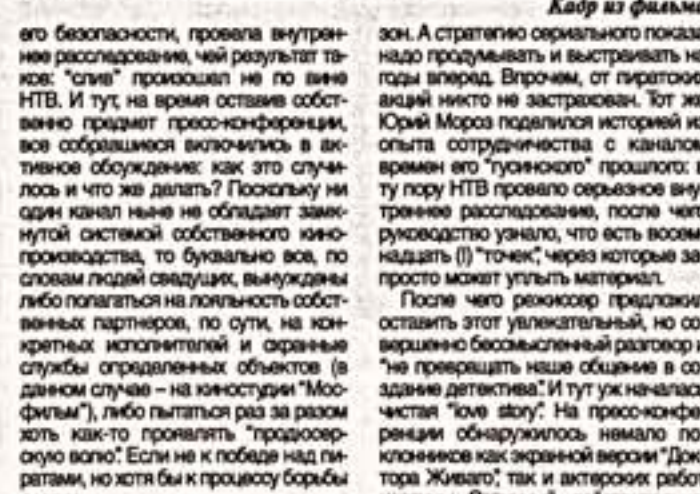 Кадр из фильма
его безопасности, провела внутрен-
нее расследование, чей результат та-
ков: "слив" произошел не по вине
НТВ. И тут, на время оставив собст-
венно предмет пресс-конференции,
все собравшиеся включились в ак-
тивное обсуждение: как это случи-
лось и что же делать? Поскольку ни
один канал ныне не обладает замк-
нутой системой собственного кино-
производства, то буквально все, по
словам людей сведущих, вынуждены
либо полагаться на лояльность собст-
венных партнеров, по сути, на кон-
кретных исполнителей и охранные
службы определенных объектов (в
данном случае – на киностудии "Мос-
фильм"), либо пытаться раз за разом
хоть как-то проявлять "продюсер-
скую волю". Если не к победе над пи-
ратами, но хотя бы к процессу борьбы
зон. А стратегию сериального показа
надо продумывать и выстраивать на
годы вперед. Впрочем, от пиратских
акций никто не застрахован. Тот же
Юрий Мороз поделился историей из
опыта сотрудничества с каналом
времен его "гусинского" прошлого: в
ту пору НТВ провело серьезное вну-
треннее расследование, после чего
руководство узнало, что есть восем-
надцать (!) "точек", через которые за-
просто может уплыть материал.
После чего режиссер предложил
оставить этот увлекательный, но со-
вершенно бессмысленный разговор и
"не превращать наше общение в со-
здание детектива". И тут уж началась
чистая "love story". На пресс-конфе-
ренции обнаружилось немало по-
клонников как экранной версии "Док-
тора Живаго", так и актерских работ